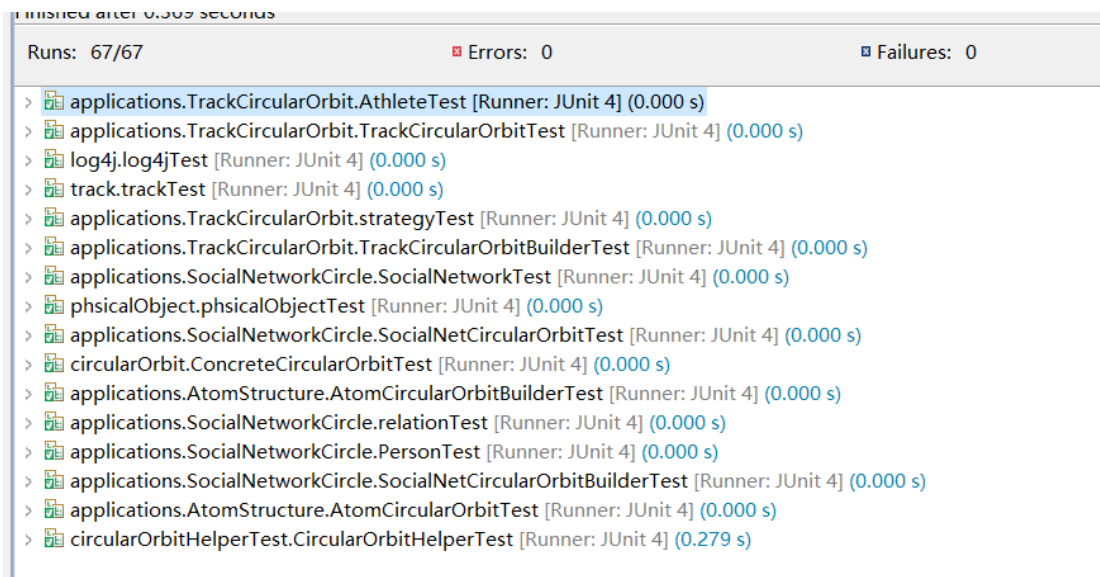 Finished after 0.369 seconds
Runs: 67/67 Errors: 0 Failures: 0
applications.TrackCircularOrbit.AthleteTest [Runner: JUnit 4] (0.000 s)
applications.TrackCircularOrbit.TrackCircularOrbitTest [Runner: JUnit 4] (0.000 s)
log4j.log4jTest [Runner: JUnit 4] (0.000 s)
track.trackTest [Runner: JUnit 4] (0.000 s)
applications.TrackCircularOrbit.strategyTest [Runner: JUnit 4] (0.000 s)
applications.TrackCircularOrbit.TrackCircularOrbitBuilderTest [Runner: JUnit 4] (0.000 s)
applications.SocialNetworkCircle.SocialNetworkTest [Runner: JUnit 4] (0.000 s)
phsicalObject.phsicalObjectTest [Runner: JUnit 4] (0.000 s)
applications.SocialNetworkCircle.SocialNetCircularOrbitTest [Runner: JUnit 4] (0.000 s)
circularOrbit.ConcreteCircularOrbitTest [Runner: JUnit 4] (0.000 s)
applications.AtomStructure.AtomCircularOrbitBuilderTest [Runner: JUnit 4] (0.000 s)
applications.SocialNetworkCircle.relationTest [Runner: JUnit 4] (0.000 s)
applications.SocialNetworkCircle.PersonTest [Runner: JUnit 4] (0.000 s)
applications.SocialNetworkCircle.SocialNetCircularOrbitBuilderTest [Runner: JUnit 4] (0.000 s)
applications.AtomStructure.AtomCircularOrbitTest [Runner: JUnit 4] (0.000 s)
circularOrbitHelperTest.CircularOrbitHelperTest [Runner: JUnit 4] (0.279 s)